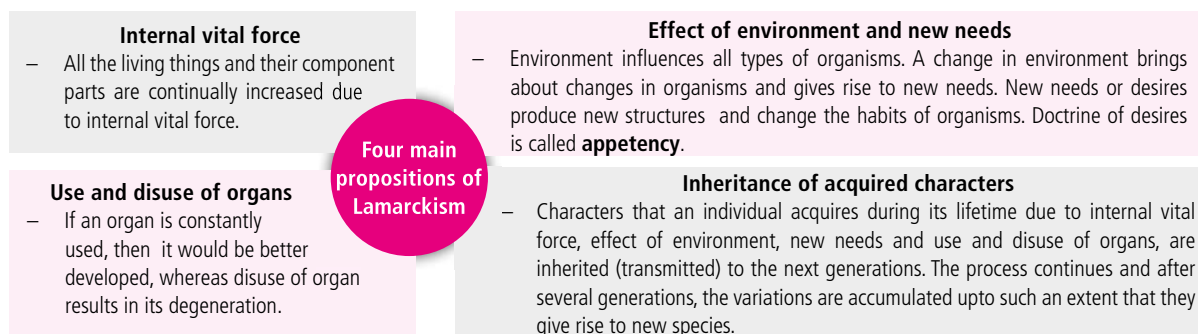 Internal vital force
– All the living things and their component
parts are continually increased due
to internal vital force.
Effect of environment and new needs
– Environment influences all types of organisms. A change in environment brings
about changes in organisms and gives rise to new needs. New needs or desires
produce new structures and change the habits of organisms. Doctrine of desires
is called appetency.
Four main
propositions of
Lamarckism
Use and disuse of organs
– If an organ is constantly
used, then it would be better
developed, whereas disuse of organ
results in its degeneration.
Inheritance of acquired characters
– Characters that an individual acquires during its lifetime due to internal vital
force, effect of environment, new needs and use and disuse of organs, are
inherited (transmitted) to the next generations. The process continues and after
several generations, the variations are accumulated upto such an extent that they
give rise to new species.